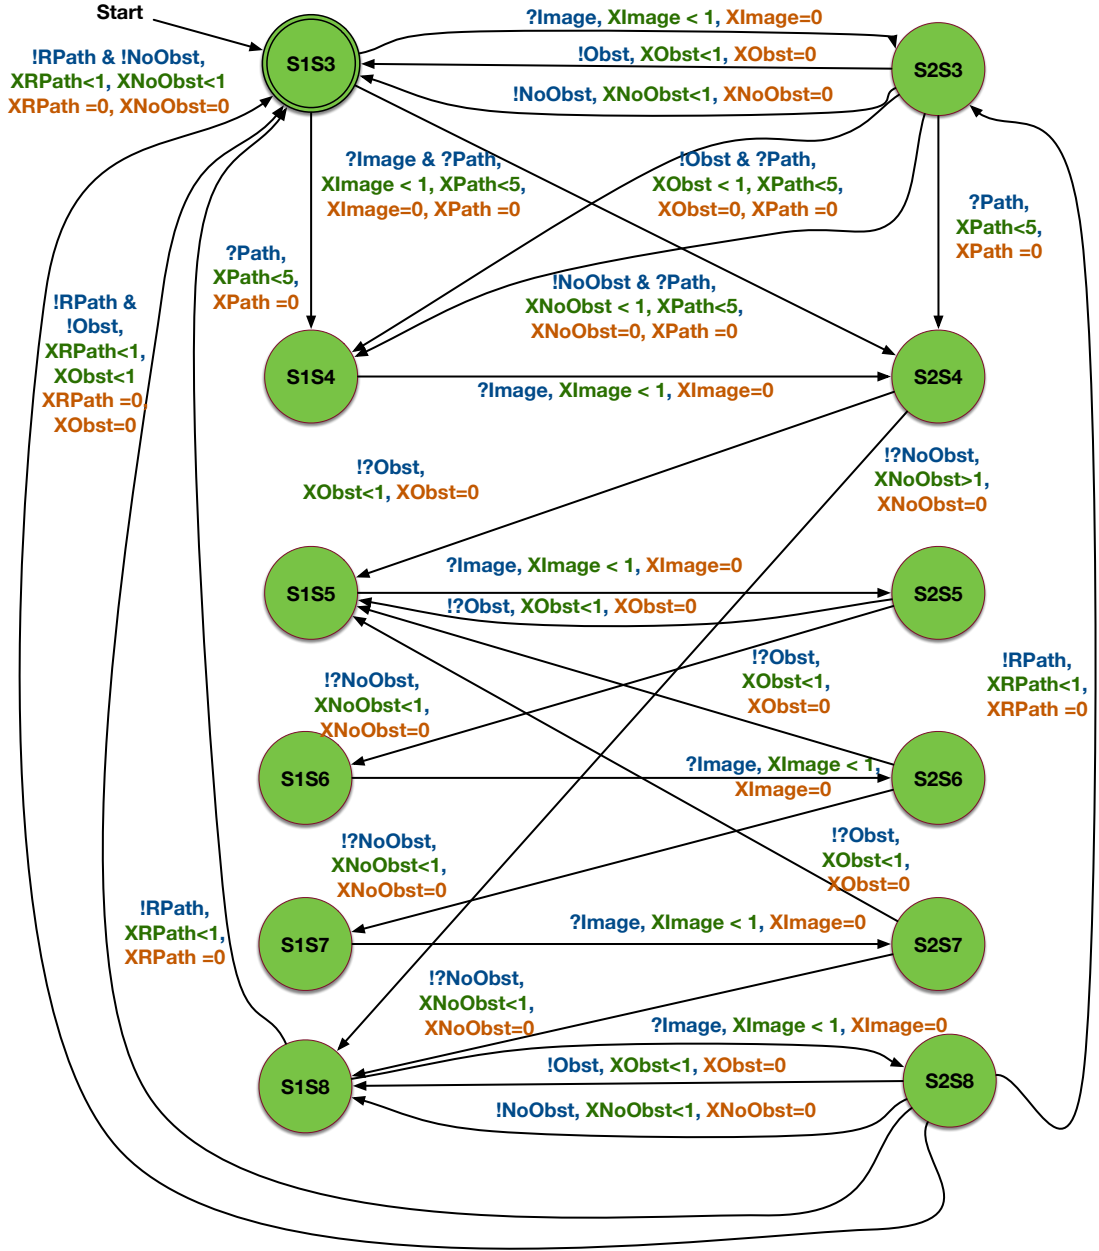 Start
?Image, XImage < 1, XImage=0
!Obst, XObst<1, XObst=0
!NoObst, XNoObst<1, XNoObst=0
!RPath & !NoObst,
XRPath<1, XNoObst<1
XRPath =0, XNoObst=0
S1S3
S2S3
?Image & ?Path,
XImage < 1, XPath<5,
XImage=0, XPath =0
!Obst & ?Path,
XObst < 1, XPath<5,
XObst=0, XPath =0
?Path,
XPath<5,
XPath =0
?Path,
XPath<5,
XPath =0
!NoObst & ?Path,
XNoObst < 1, XPath<5,
XNoObst=0, XPath =0
!RPath &
!Obst,
XRPath<1,
XObst<1
XRPath =0,
XObst=0
S1S4
S2S4
?Image, XImage < 1, XImage=0
!?Obst,
XObst<1, XObst=0
!?NoObst,
XNoObst>1,
XNoObst=0
?Image, XImage < 1, XImage=0
S1S5
S2S5
!?Obst, XObst<1, XObst=0
!?NoObst,
XNoObst<1,
XNoObst=0
!?Obst,
XObst<1,
XObst=0
!RPath,
XRPath<1,
XRPath =0
S1S6
S2S6
?Image, XImage < 1,
XImage=0
!?NoObst,
XNoObst<1,
XNoObst=0
!?Obst,
XObst<1,
XObst=0
!RPath,
XRPath<1,
XRPath =0
?Image, XImage < 1, XImage=0
S1S7
S2S7
!?NoObst,
XNoObst<1,
XNoObst=0
?Image, XImage < 1, XImage=0
!Obst, XObst<1, XObst=0
S1S8
S2S8
!NoObst, XNoObst<1, XNoObst=0